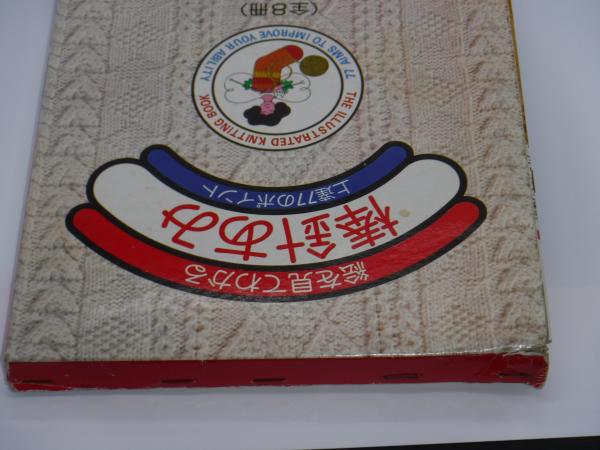 絵を見てわかる
棒針あみ
上達77のポイント
THE ILLUSTRATED KNITTING BOOK
77 AIMS TO IMPROVE YOUR ABILITY
(全8冊)